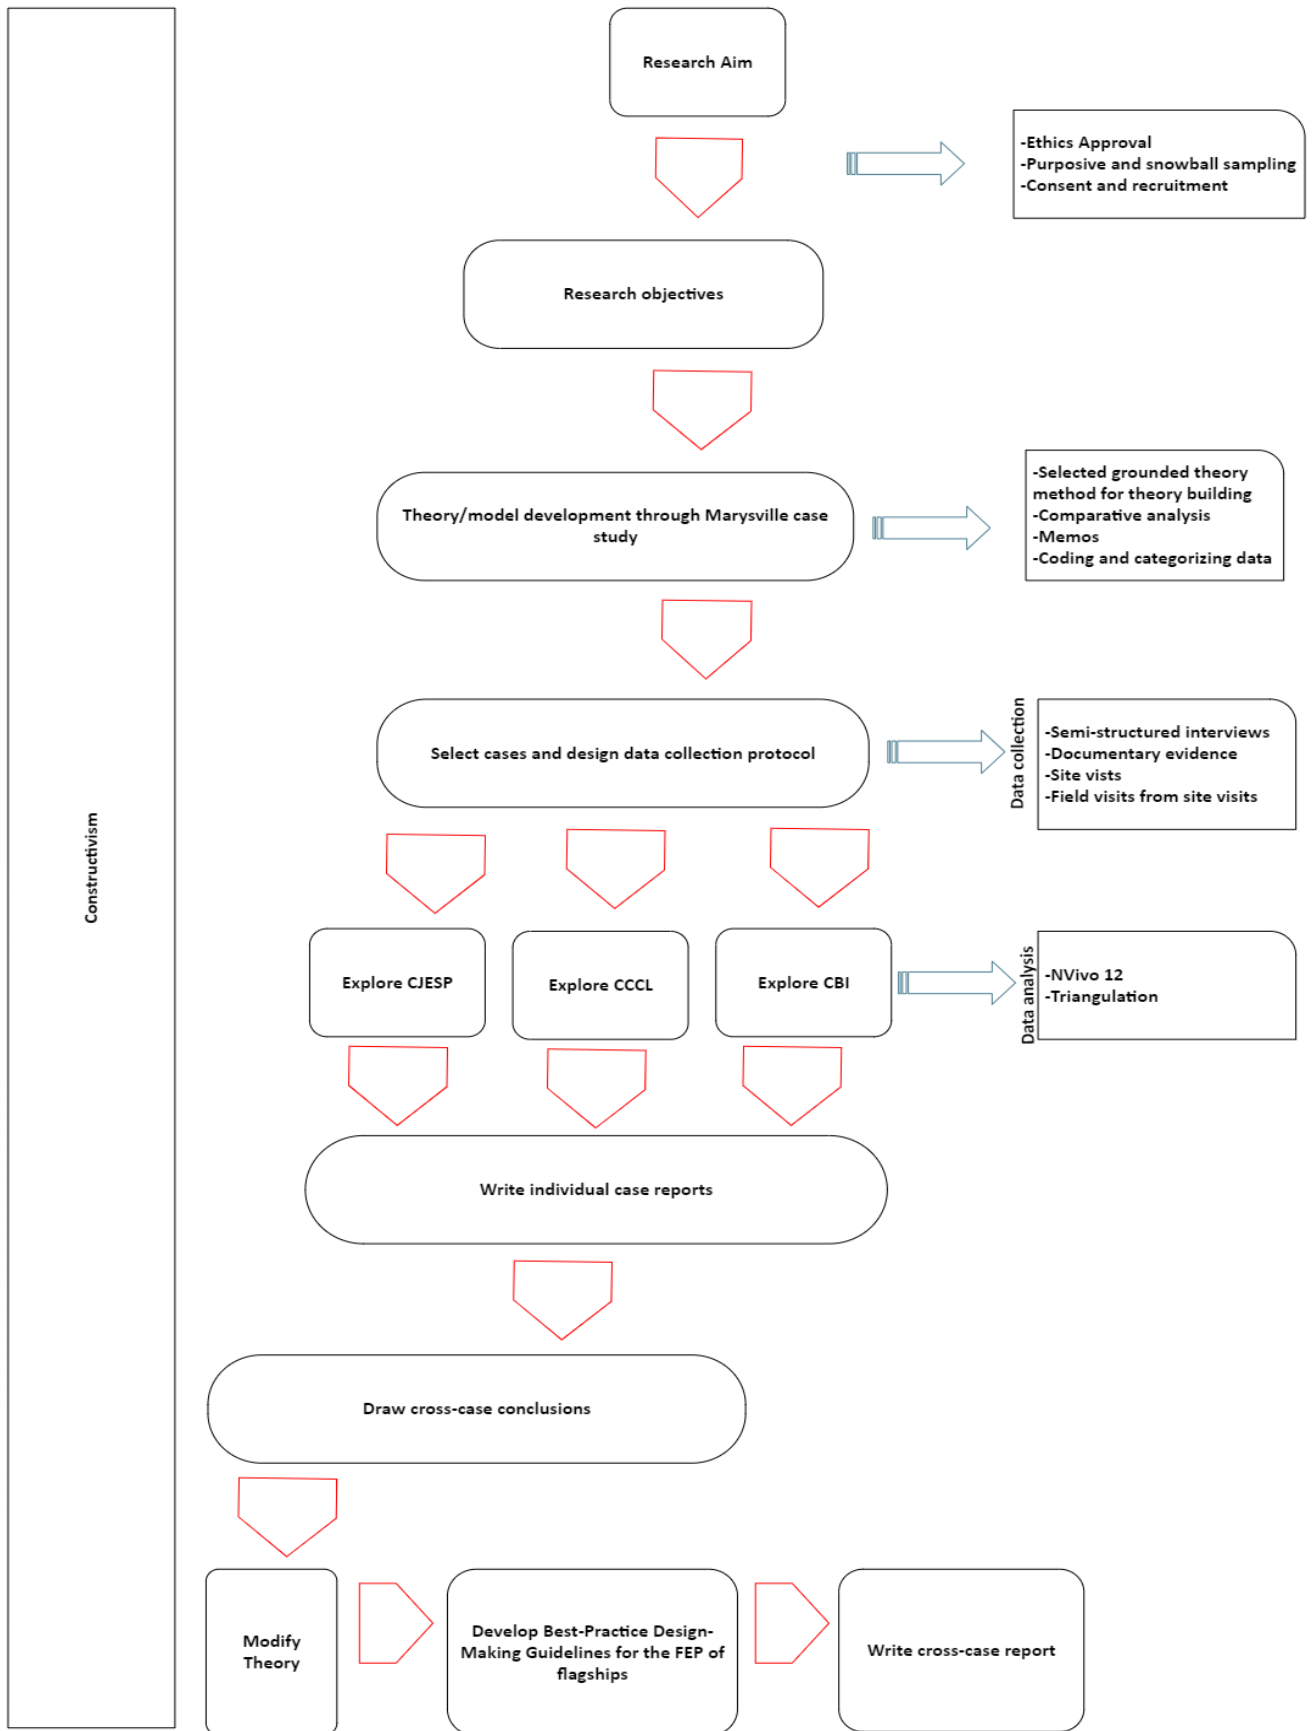 Research Aim
-Ethics Approval
-Purposive and snowball sampling
-Consent and recruitment
Research objectives
Theory/model development through Marysville case
study
-Selected grounded theory
method for theory building
-Comparative analysis
-Memos
-Coding and categorizing data
Select cases and design data collection protocol
Data collection
-Semi-structured interviews
-Documentary evidence
-Site vists
-Field visits from site visits
Constructivism
Explore CJESP
Explore CCCL
Explore CBI
Data analysis
-NVivo 12
-Triangulation
Write individual case reports
Draw cross-case conclusions
Modify
Theory
Develop Best-Practice Design-
Making Guidelines for the FEP of
flagships
Write cross-case report